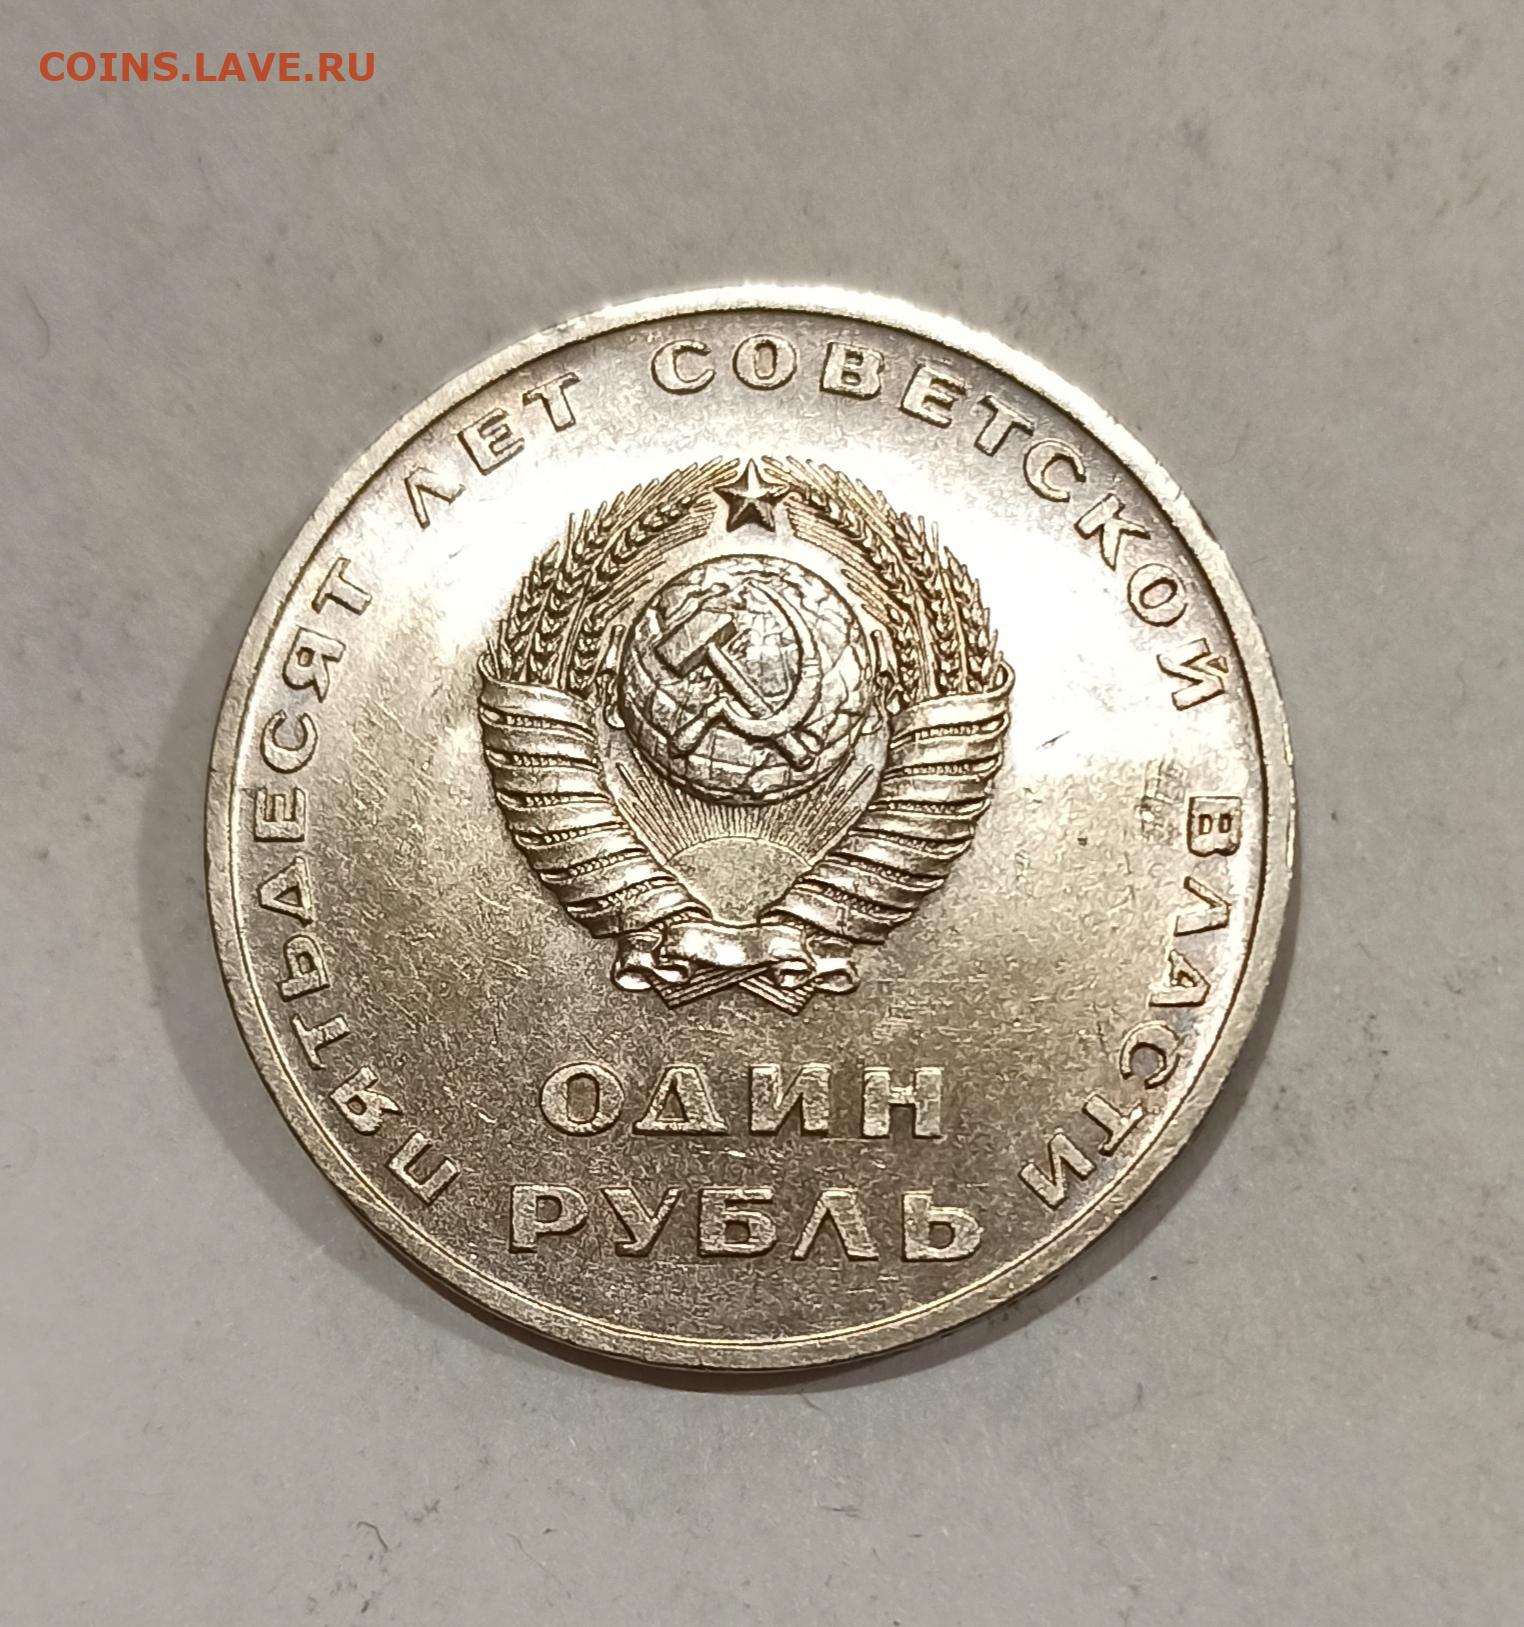 COINS.LAVE.RU
ПЯТЬДЕСЯТ ЛЕТ СОВЕТСКОЙ ВЛАСТИ
ОДИН
РУБЛЬ